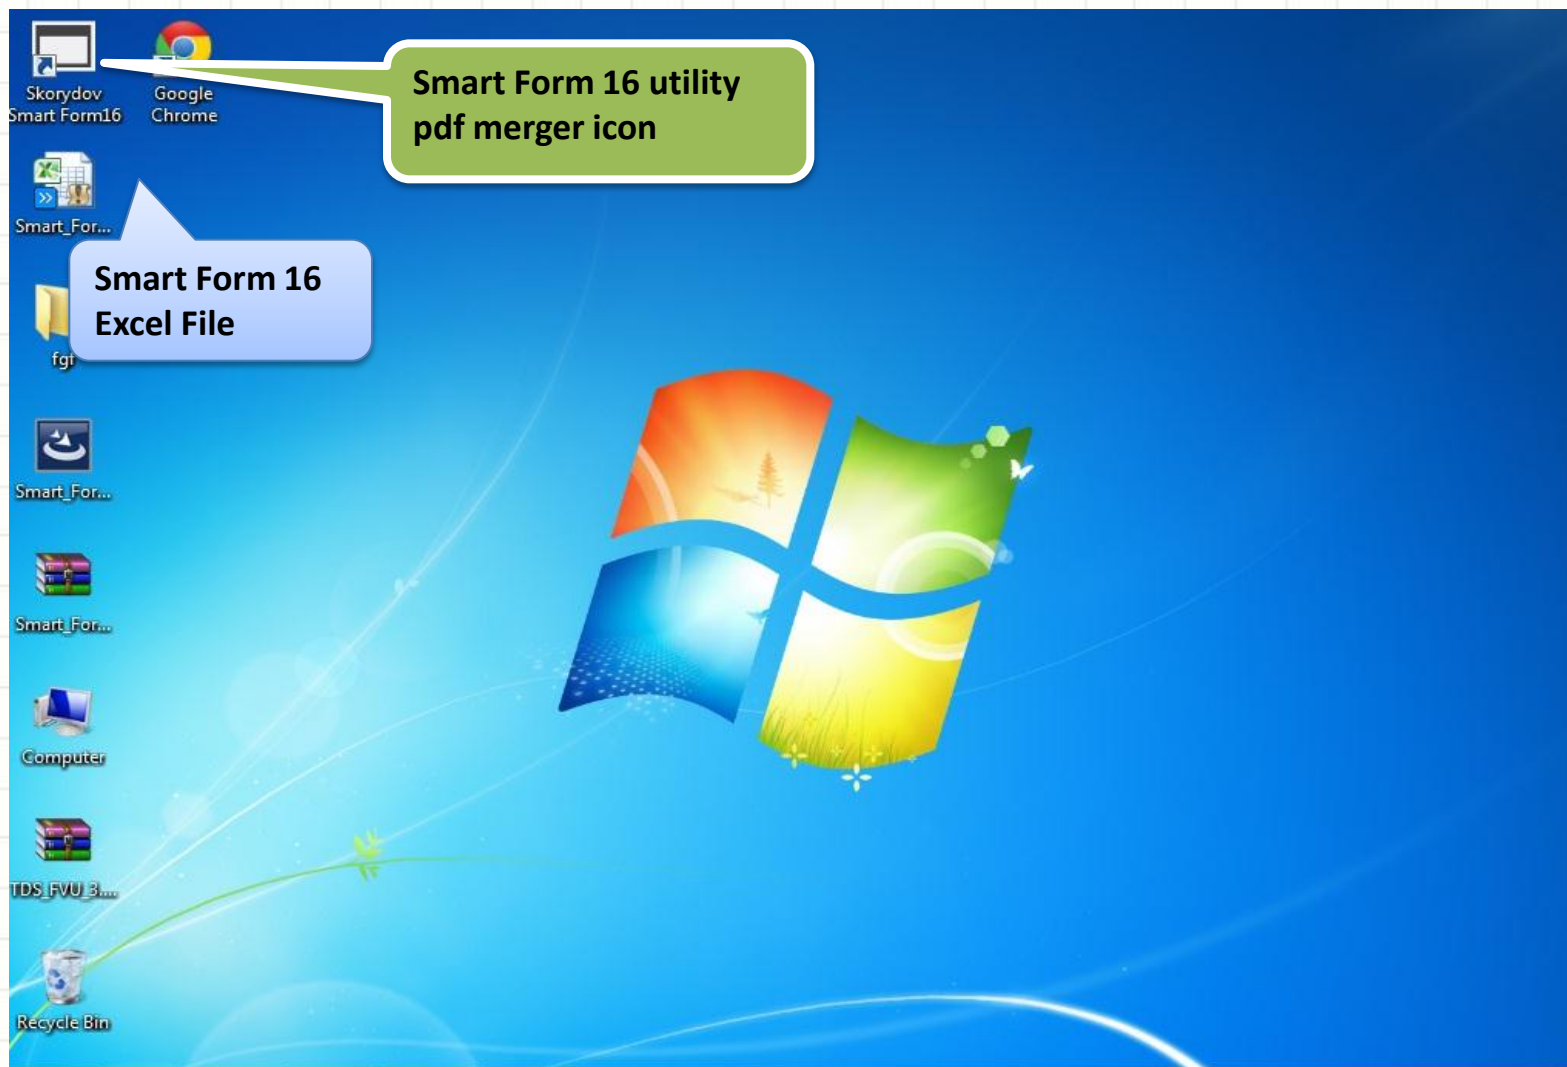 Skorydov
Smart Form16
Google
Chrome
Smart Form 16 utility
pdf merger icon
Smart_For...
Smart Form 16
Excel File
fgt
Smart_For...
Smart_For...
Computer
TDS_FVU_3....
Recycle Bin